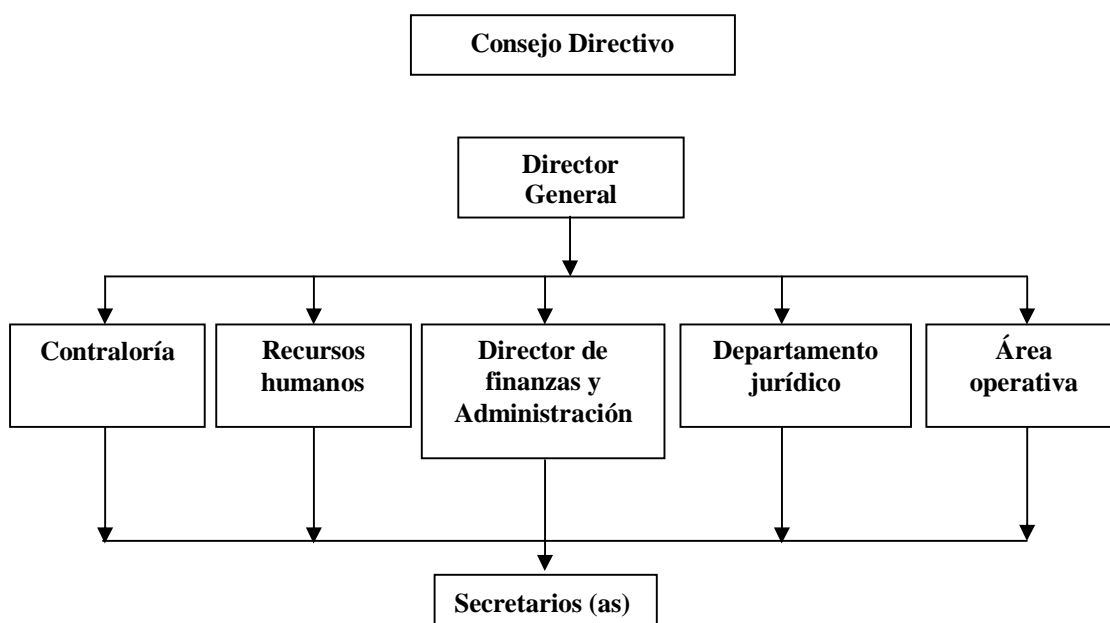 Consejo Directivo
Director
General
Contraloría
Recursos
humanos
Director de
finanzas y
Administración
Departamento
jurídico
Área
operativa
Secretarios (as)